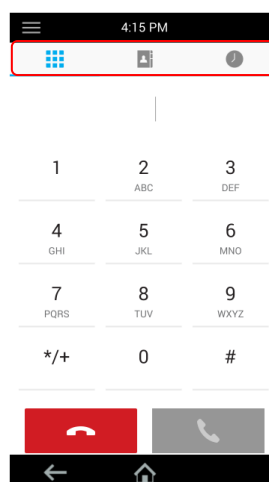 4:15 PM
1 2 3
ABC DEF
4 5 6
GHI JKL MNO
7 8 9
PQRS TUV WXYZ
*/+ 0 #